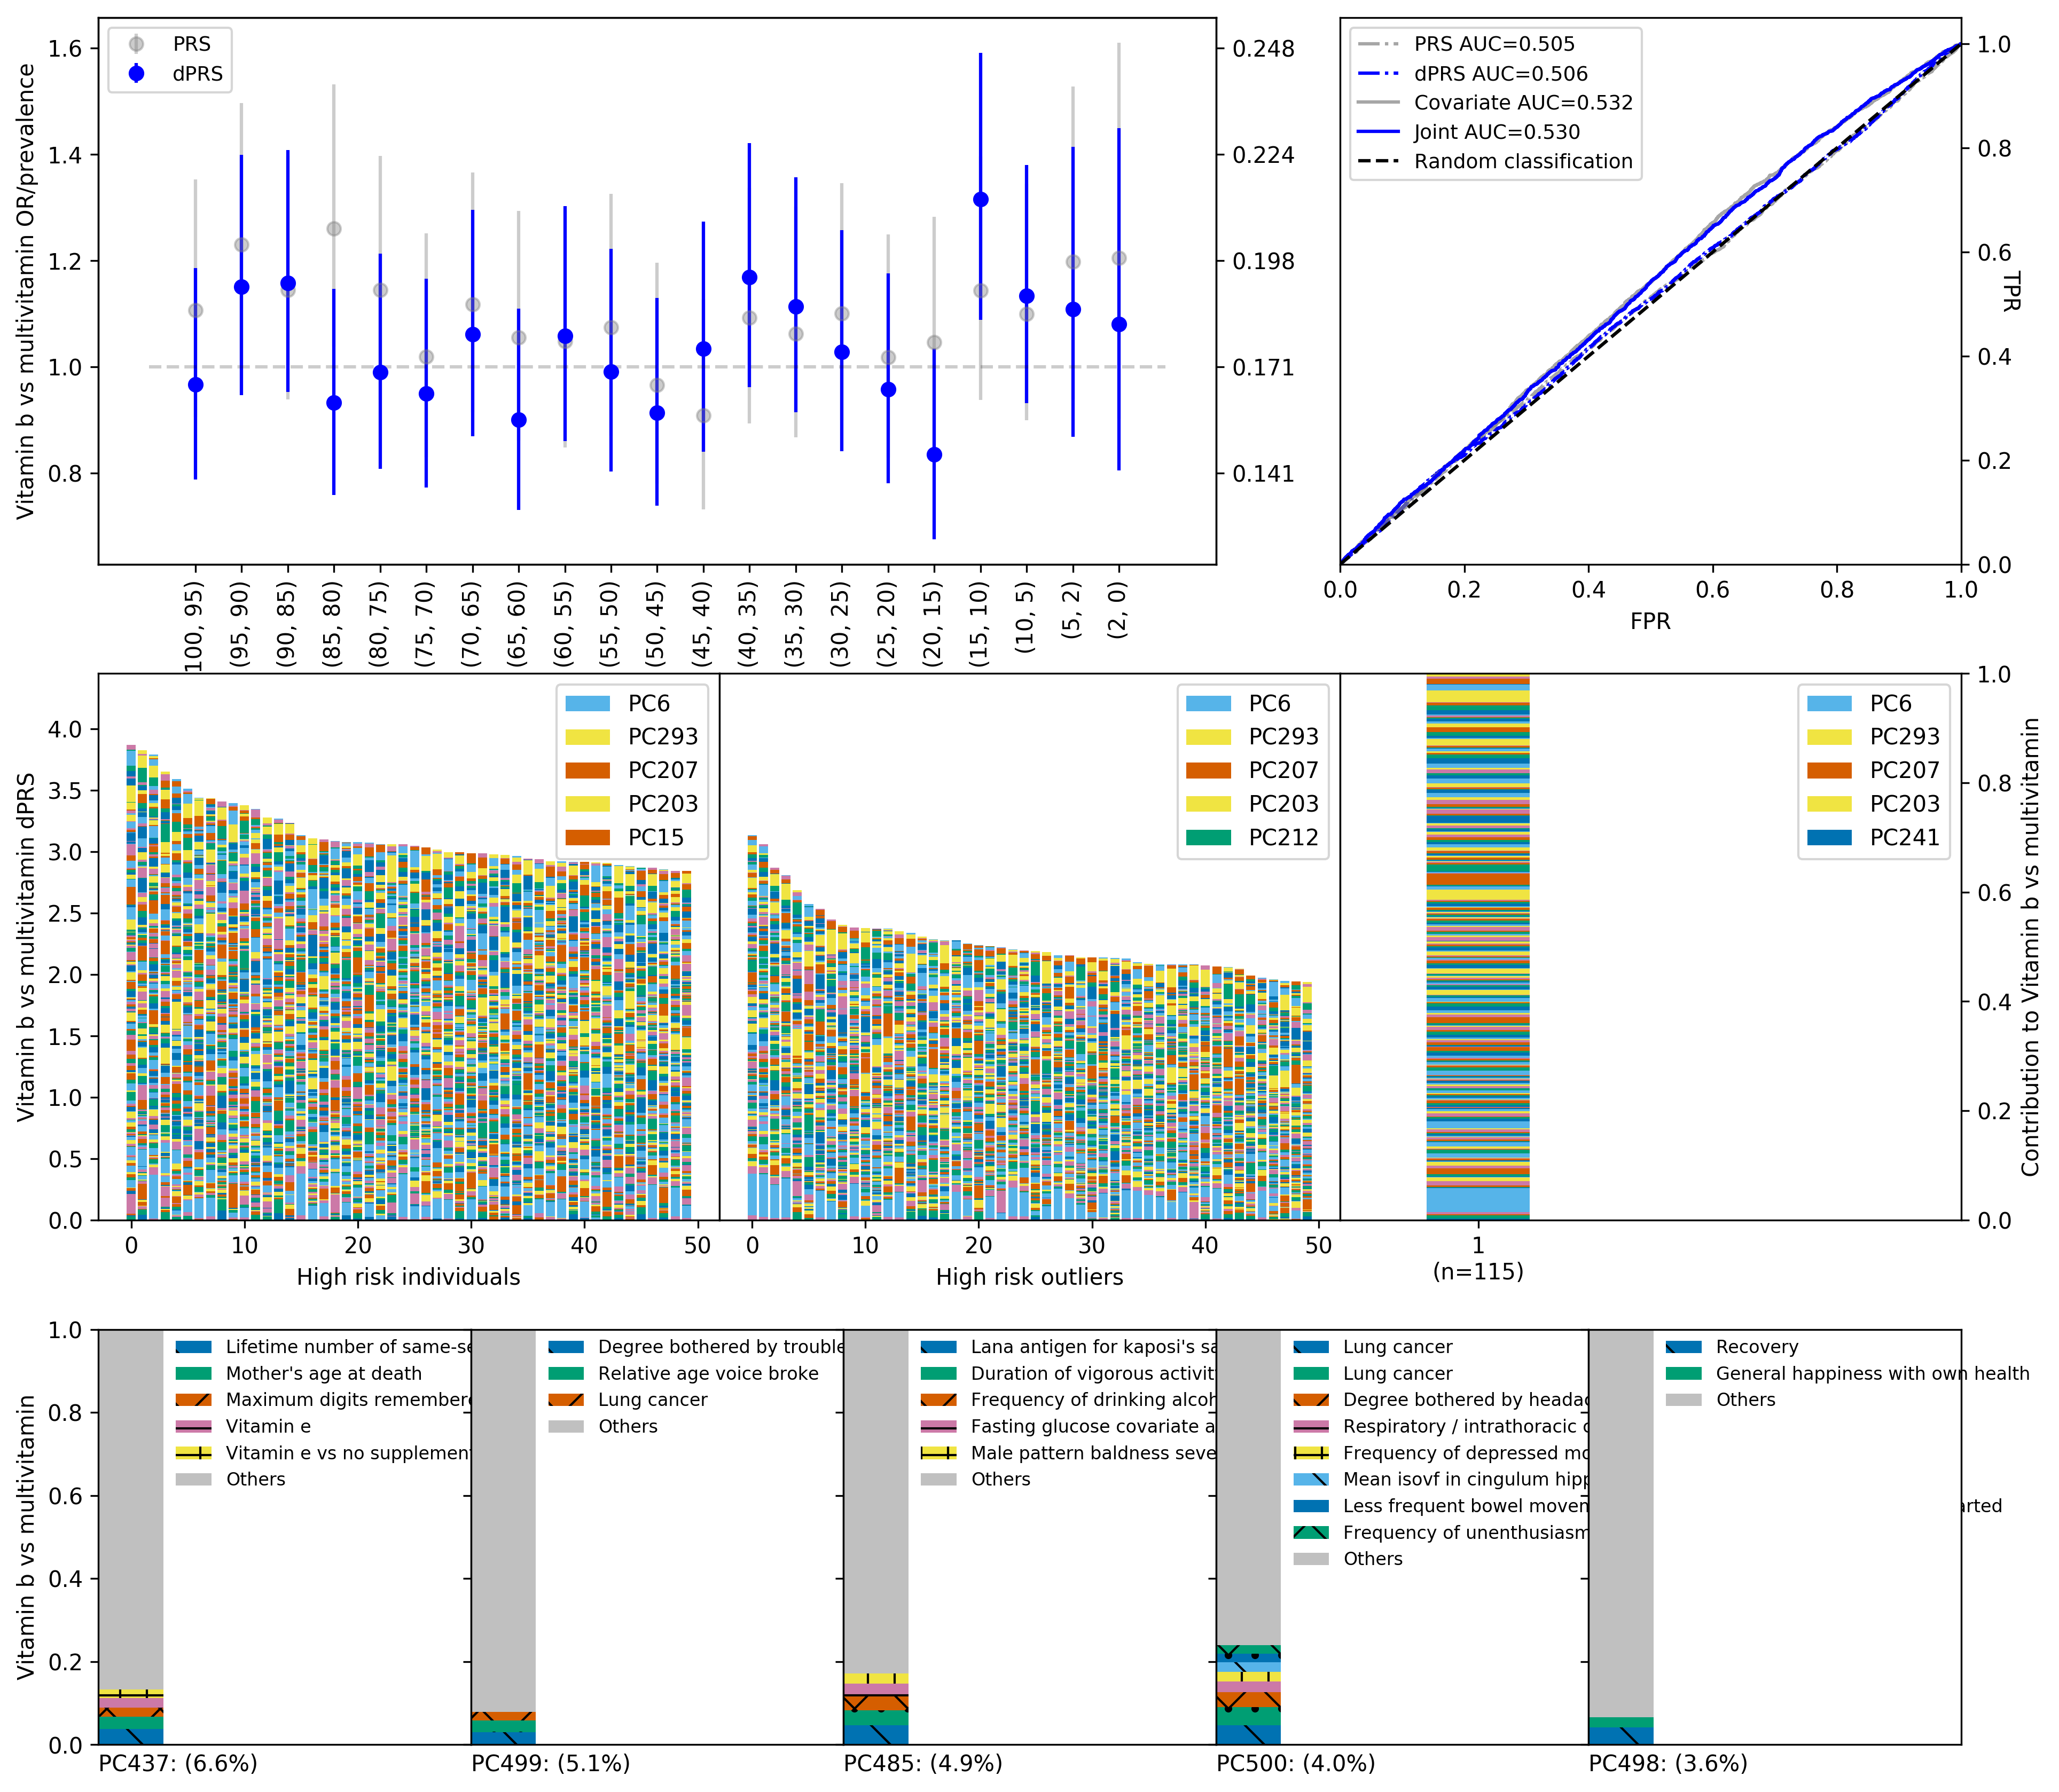 Vitamin b vs multivitamin OR/prevalence
1.6
1.4
1.2
1.0
0.8
PRS
dPRS
0.248
0.224
0.198
0.171
0.141
100, 95)
(95, 90)
(90, 85)
(85, 80)
(80, 75)
(75, 70)
(70, 65)
(65, 60)
(60, 55)
(55, 50)
(50, 45)
(45, 40)
(40, 35)
(35, 30)
(30, 25)
(25, 20)
(20, 15)
(15, 10)
(10, 5)
(5, 2)
(2, 0)
PRS AUC=0.505
dPRS AUC=0.506
Covariate AUC=0.532
Joint AUC=0.530
Random classification
1.0
0.8
0.6
0.4
0.2
0.0
TPR
0.0 0.2 0.4 0.6 0.8 1.0
FPR
Vitamin b vs multivitamin dPRS
4.0
3.5
3.0
2.5
2.0
1.5
1.0
0.5
0.0
PC6
PC293
PC207
PC203
PC15
0 10 20 30 40 50
High risk individuals
PC6
PC293
PC207
PC203
PC212
0 10 20 30 40 50
High risk outliers
PC6
PC293
PC207
PC203
PC241
1
(n=115)
1.0
0.8
0.6
0.4
0.2
0.0
Contribution to Vitamin b vs multivitamin
Vitamin b vs multivitamin
1.0
0.8
0.6
0.4
0.2
0.0
Lifetime number of same-se
Mother's age at death
Maximum digits remembere
Vitamin e
Vitamin e vs no supplement
Others
PC437: (6.6%)
Degree bothered by trouble
Relative age voice broke
Lung cancer
Others
PC499: (5.1%)
Lana antigen for kaposi's sa
Duration of vigorous activit
Frequency of drinking alcoh
Fasting glucose covariate a
Male pattern baldness seve
Others
PC485: (4.9%)
Lung cancer
Lung cancer
Degree bothered by headac
Respiratory / intrathoracic
Frequency of depressed mo
Mean isovf in cingulum hipp
Less frequent bowel movem arted
Frequency of unenthusiasm
Others
PC500: (4.0%)
Recovery
General happiness with own health
Others
PC498: (3.6%)